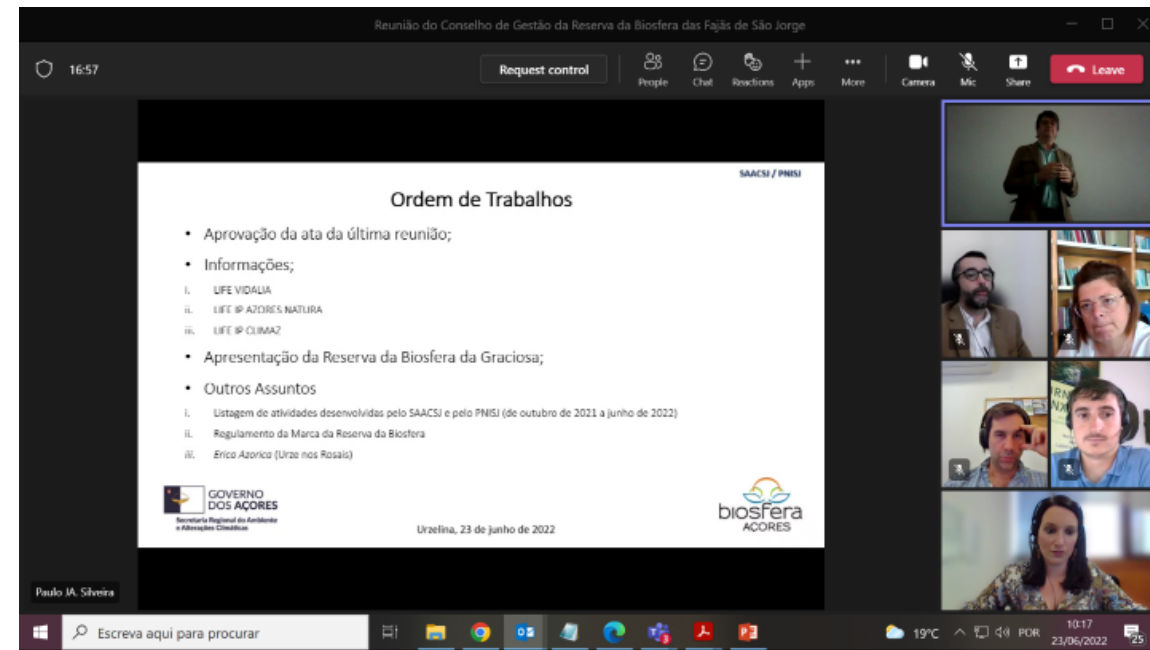 Reunião do Conselho de Gestão da Reserva da Biosfera das Fajãs de São Jorge
16:57
Request control
People
Chat
Reactions
Apps
More
Camera
Mic
Share
Leave
SAACSJ / PNISJ
Ordem de Trabalhos
• Aprovação da ata da última reunião;
• Informações;
i. LIFE VIDALIA
ii. LIFE IP AZORES NATURA
iii. LIFE IP CLIMAZ
• Apresentação da Reserva da Biosfera da Graciosa;
• Outros Assuntos
i. Listagem de atividades desenvolvidas pelo SAACSJ e pelo PNISJ (de outubro de 2021 a junho de 2022)
ii. Regulamento da Marca da Reserva da Biosfera
iii. Erica Azorica (Urze nos Rosais)
GOVERNO
DOS AÇORES
Secretaria Regional do Ambiente
e Alterações Climáticas
Urzelina, 23 de junho de 2022
biosfera
AÇORES
Paulo JA. Silveira
Escreva aqui para procurar
19°C
POR
10:17
23/06/2022
25